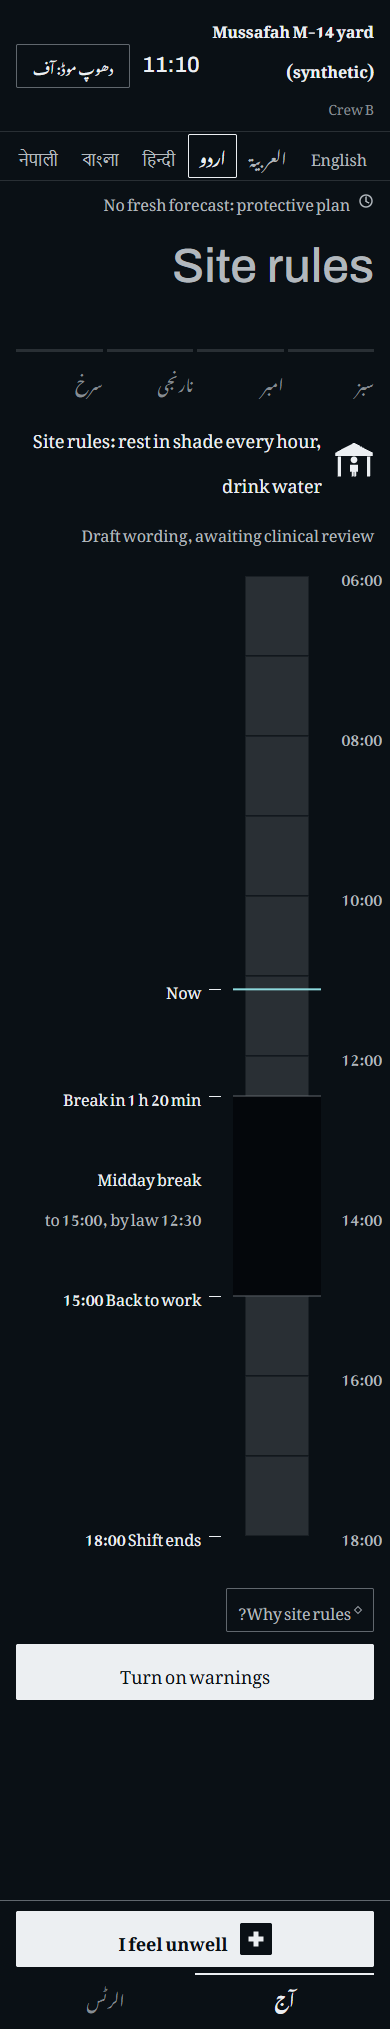 Mussafah M-14 yard
(synthetic)
Crew B
11:10
دھوپ موڈ: آف
English
العربية
اردو
हिन्दी
বাংলা
नेपाली
No fresh forecast: protective plan
Site rules
سبز
امبر
نارنجی
سرخ
Site rules: rest in shade every hour,
drink water
Draft wording, awaiting clinical review
06:00
08:00
10:00
Now
12:00
Break in 1 h 20 min
Midday break
to 15:00, by law 12:30
14:00
15:00 Back to work
16:00
18:00 Shift ends
18:00
?Why site rules
Turn on warnings
I feel unwell
آج
الرٹس